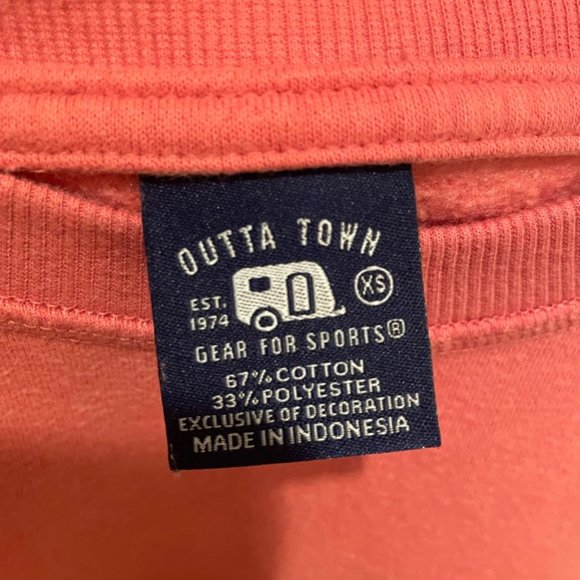 OUTTA TOWN
EST.
1974
XS
GEAR FOR SPORTS®
67% COTTON
33% POLYESTER
EXCLUSIVE OF DECORATION
MADE IN INDONESIA